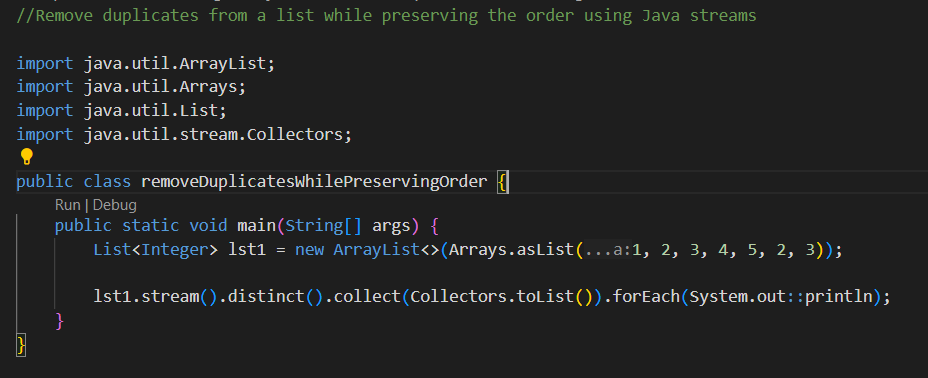 //Remove duplicates from a list while preserving the order using Java streams
import java.util.ArrayList;
import java.util.Arrays;
import java.util.List;
import java.util.stream.Collectors;
public class removeDuplicatesWhilePreservingOrder {
Run | Debug
public static void main(String[] args) {
List<Integer> lst1 = new ArrayList<>(Arrays.asList(...a:1, 2, 3, 4, 5, 2, 3));
lst1.stream().distinct().collect(Collectors.toList()).forEach(System.out::println);
}
}